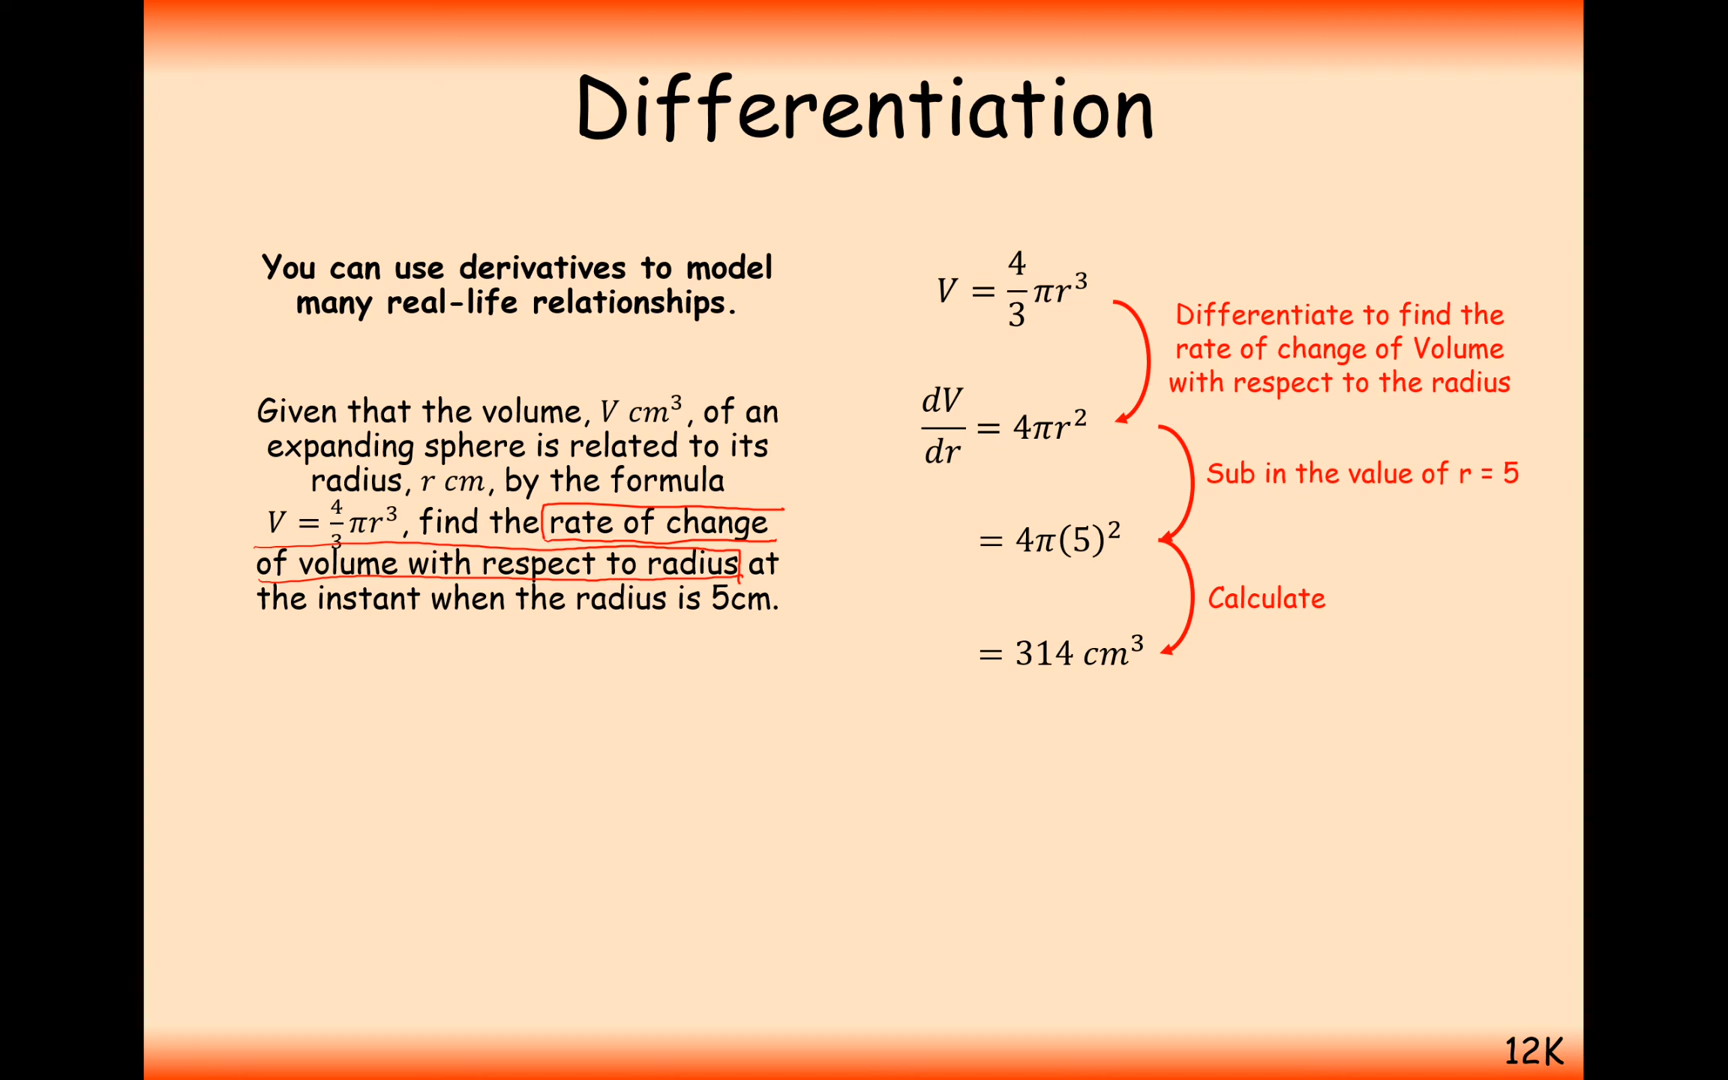 Differentiation
You can use derivatives to model
many real-life relationships.
Given that the volume, V cm³, of an
expanding sphere is related to its
radius, r cm, by the formula
V = 4/3 πr³, find the rate of change
of volume with respect to radius at
the instant when the radius is 5cm.
V = 4/3 πr³
Differentiate to find the
rate of change of Volume
with respect to the radius
dV/dr = 4πr²
Sub in the value of r = 5
= 4π(5)²
Calculate
= 314 cm³
12K